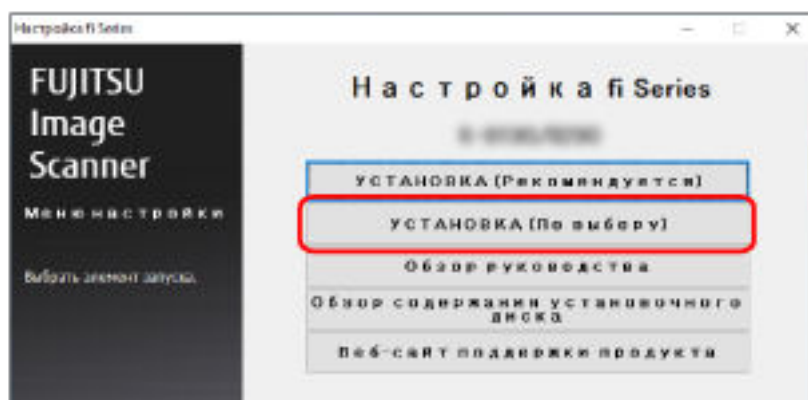 Настройка fi Series
FUJITSU
Image
Scanner
Меню настройки
Выбрать элемент запуска.
Настройка fi Series
УСТАНОВКА (Рекомендуется)
УСТАНОВКА (По выбору)
Обзор руководства
Обзор содержания установочного
диска
Веб-сайт поддержки продукта